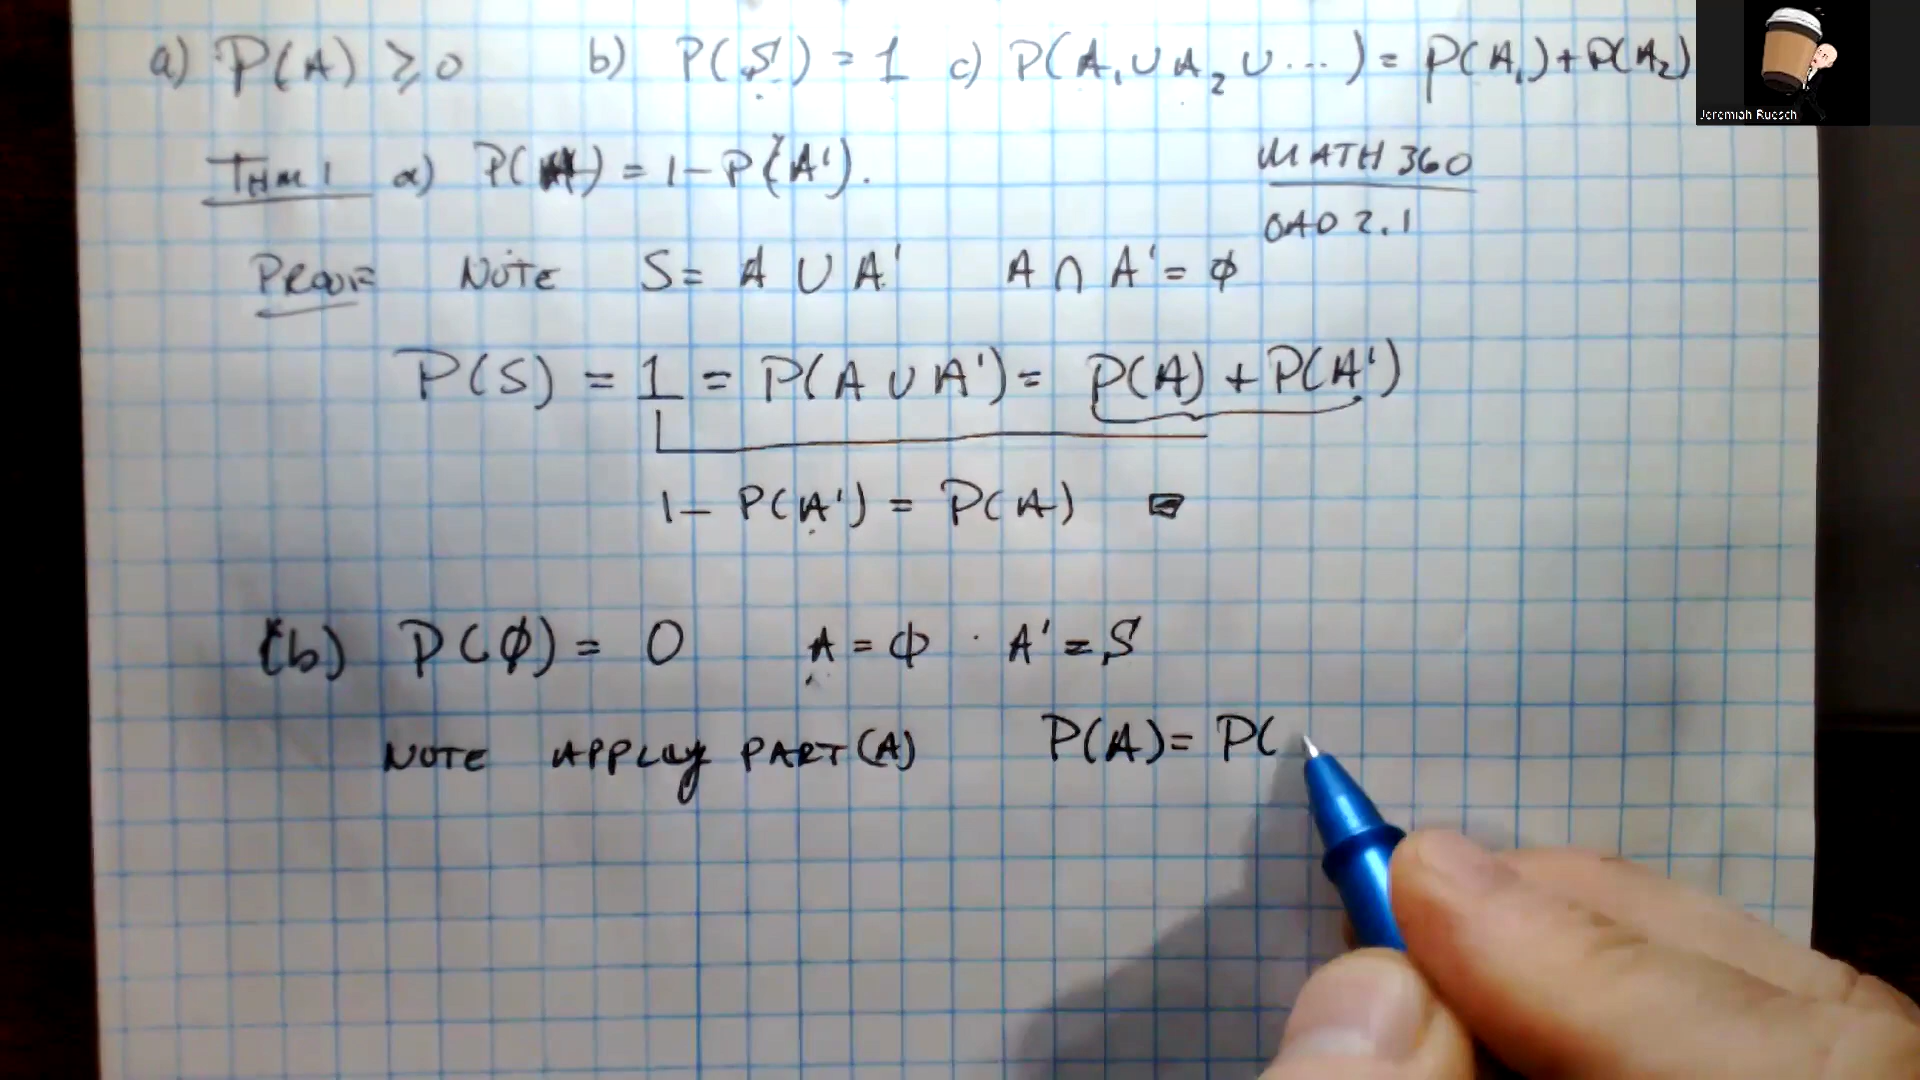 a) P(A) ≥ 0 b) P(S) = 1 c) P(A₁ ∪ A₂ ∪ ...) = P(A₁) + P(A₂)
Jeremiah Ruesch
THM 1 a) P(A) = 1 - P(A').
MATH 360
OAO 2.1
PROOF NOTE S = A ∪ A' A ∩ A' = ϕ
P(S) = 1 = P(A ∪ A') = P(A) + P(A')
1 - P(A') = P(A)
(b) P(ϕ) = 0 A = ϕ . A' = S
NOTE APPLY PART (A) P(A) = P(